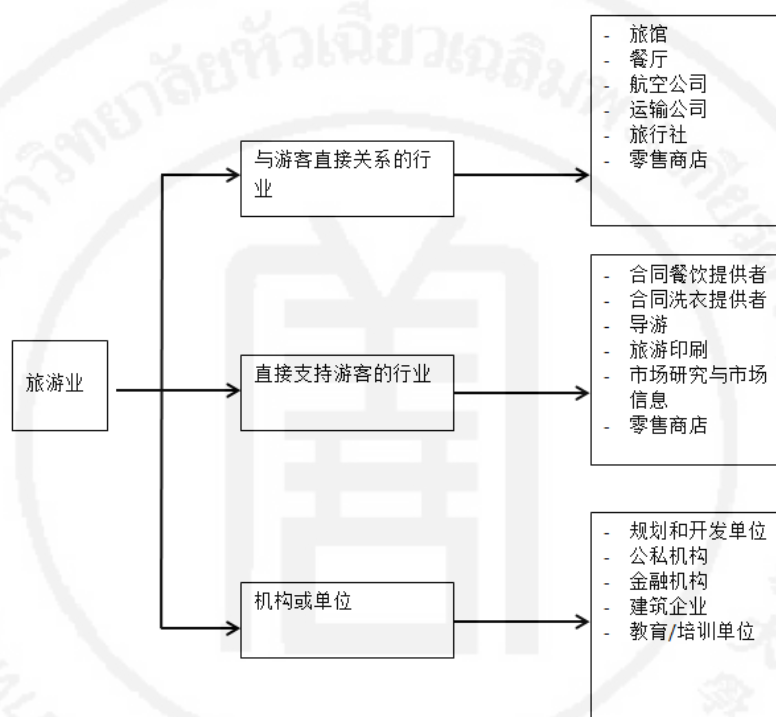 旅游业
与游客直接关系的行
业
- 旅馆
- 餐厅
- 航空公司
- 运输公司
- 旅行社
- 零售商店
直接支持游客的行业
- 合同餐饮提供者
- 合同洗衣提供者
- 导游
- 旅游印刷
- 市场研究与市场
信息
- 零售商店
机构或单位
- 规划和开发单位
- 公私机构
- 金融机构
- 建筑企业
- 教育/培训单位